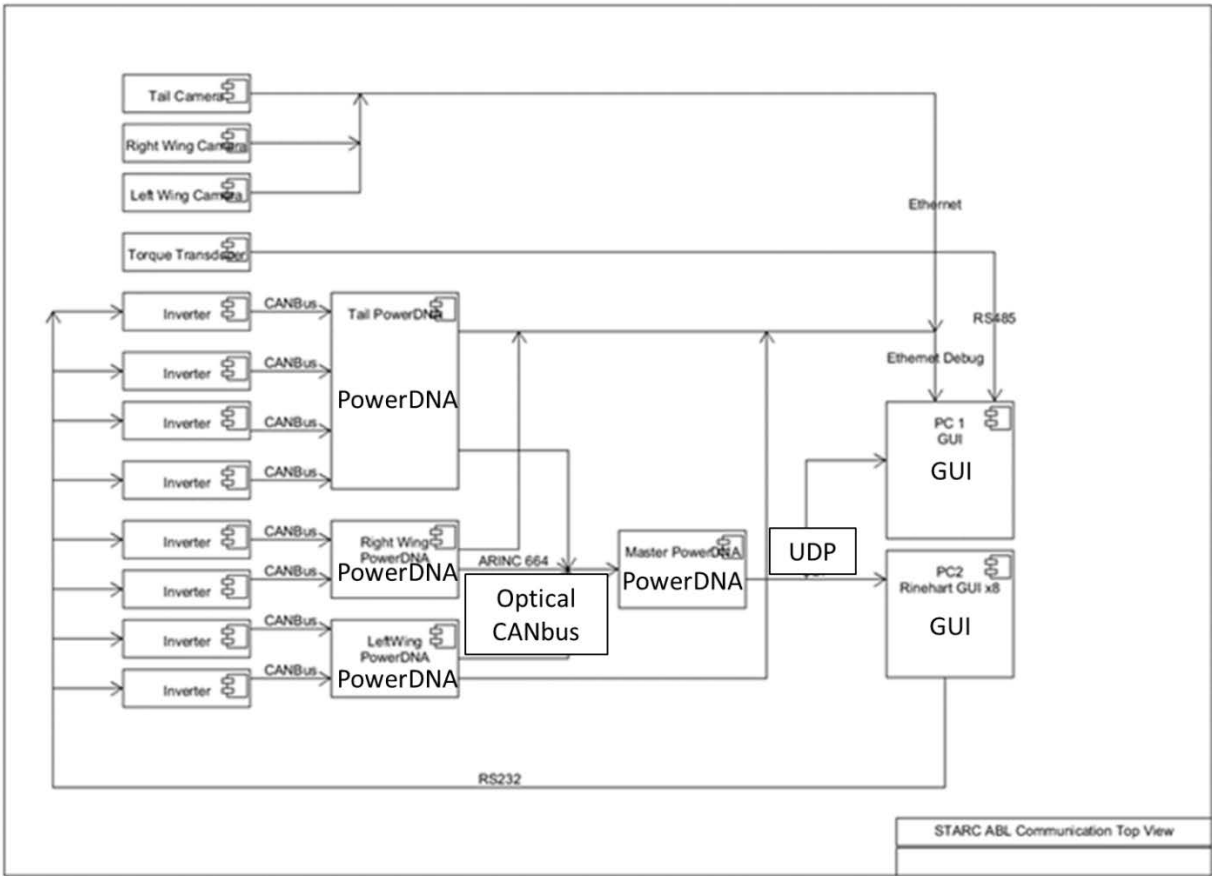 Tail Camera
Right Wing Camera
Left Wing Camera
Ethernet
Torque Transducer
Inverter
CANBus
Tail PowerDNA
RS485
Ethernet Debug
Inverter
CANBus
PowerDNA
Inverter
CANBus
PC 1
GUI
GUI
Inverter
CANBus
Inverter
CANBus
Right Wing
PowerDNA
PowerDNA
ARINC 664
Master PowerDNA
PowerDNA
UDP
PC2
Rinehart GUI x8
GUI
Inverter
CANBus
Optical
CANbus
Inverter
CANBus
LeftWing
PowerDNA
PowerDNA
Inverter
CANBus
RS232
STARC ABL Communication Top View